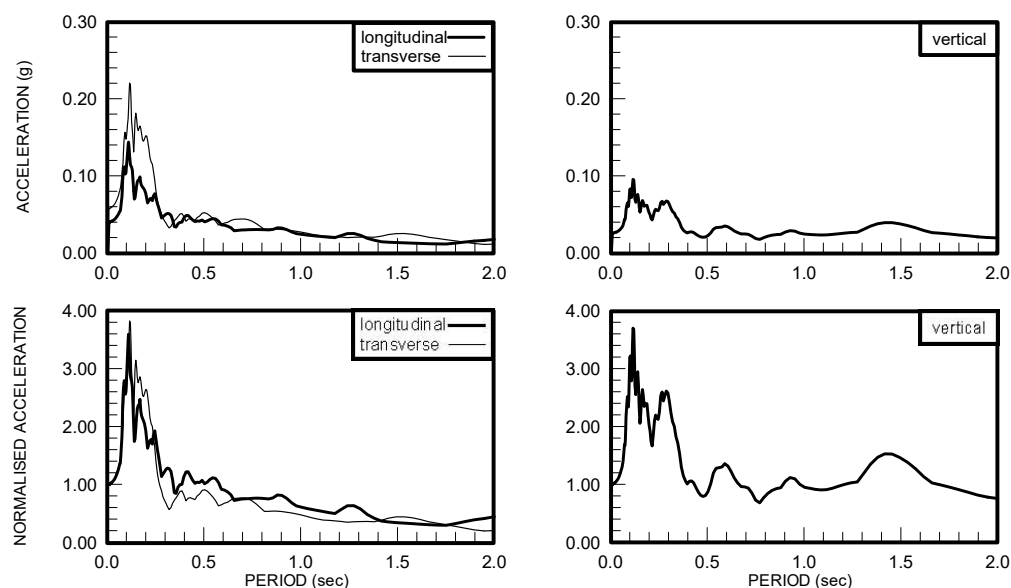 ACCELERATION (g)
0.30
0.20
0.10
0.00
longitudinal
transverse
0.0 0.5 1.0 1.5 2.0
0.30
0.20
0.10
0.00
vertical
0.0 0.5 1.0 1.5 2.0
NORMALISED ACCELERATION
4.00
3.00
2.00
1.00
0.00
longitudinal
transverse
0.0 0.5 1.0 1.5 2.0
PERIOD (sec)
4.00
3.00
2.00
1.00
0.00
vertical
0.0 0.5 1.0 1.5 2.0
PERIOD (sec)